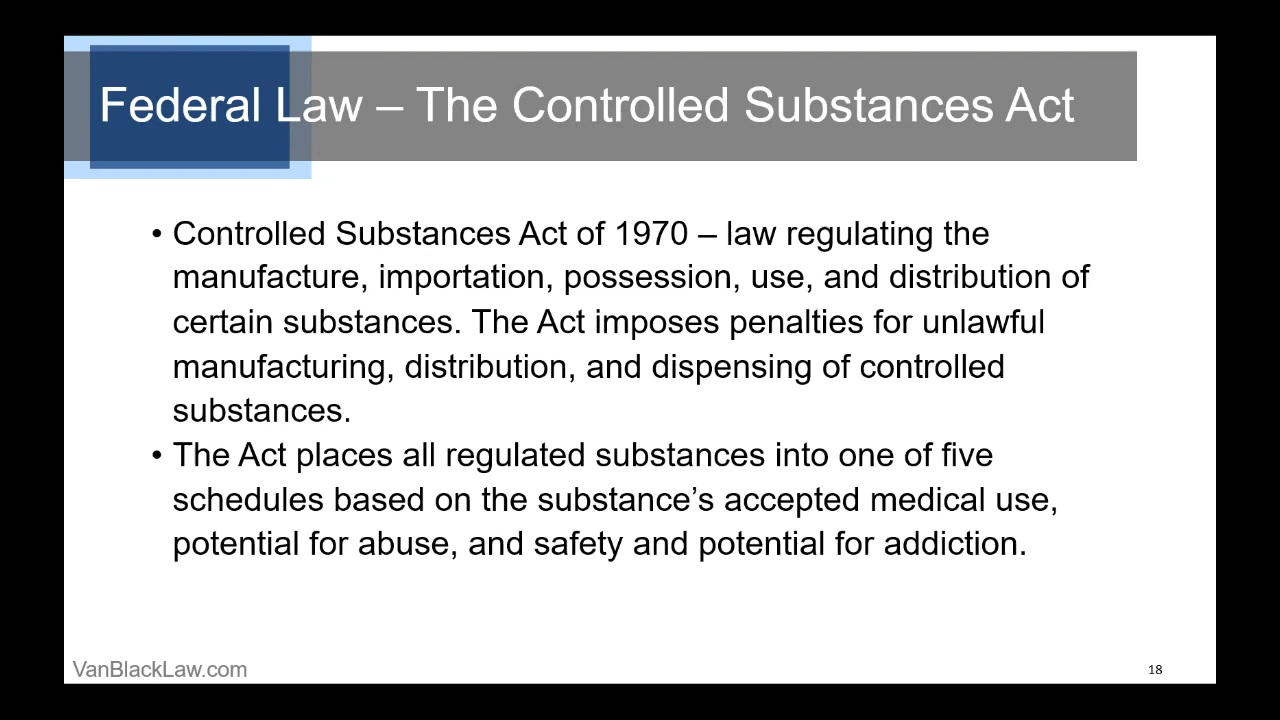 Federal Law – The Controlled Substances Act
• Controlled Substances Act of 1970 – law regulating the
manufacture, importation, possession, use, and distribution of
certain substances. The Act imposes penalties for unlawful
manufacturing, distribution, and dispensing of controlled
substances.
• The Act places all regulated substances into one of five
schedules based on the substance’s accepted medical use,
potential for abuse, and safety and potential for addiction.
VanBlackLaw.com
18